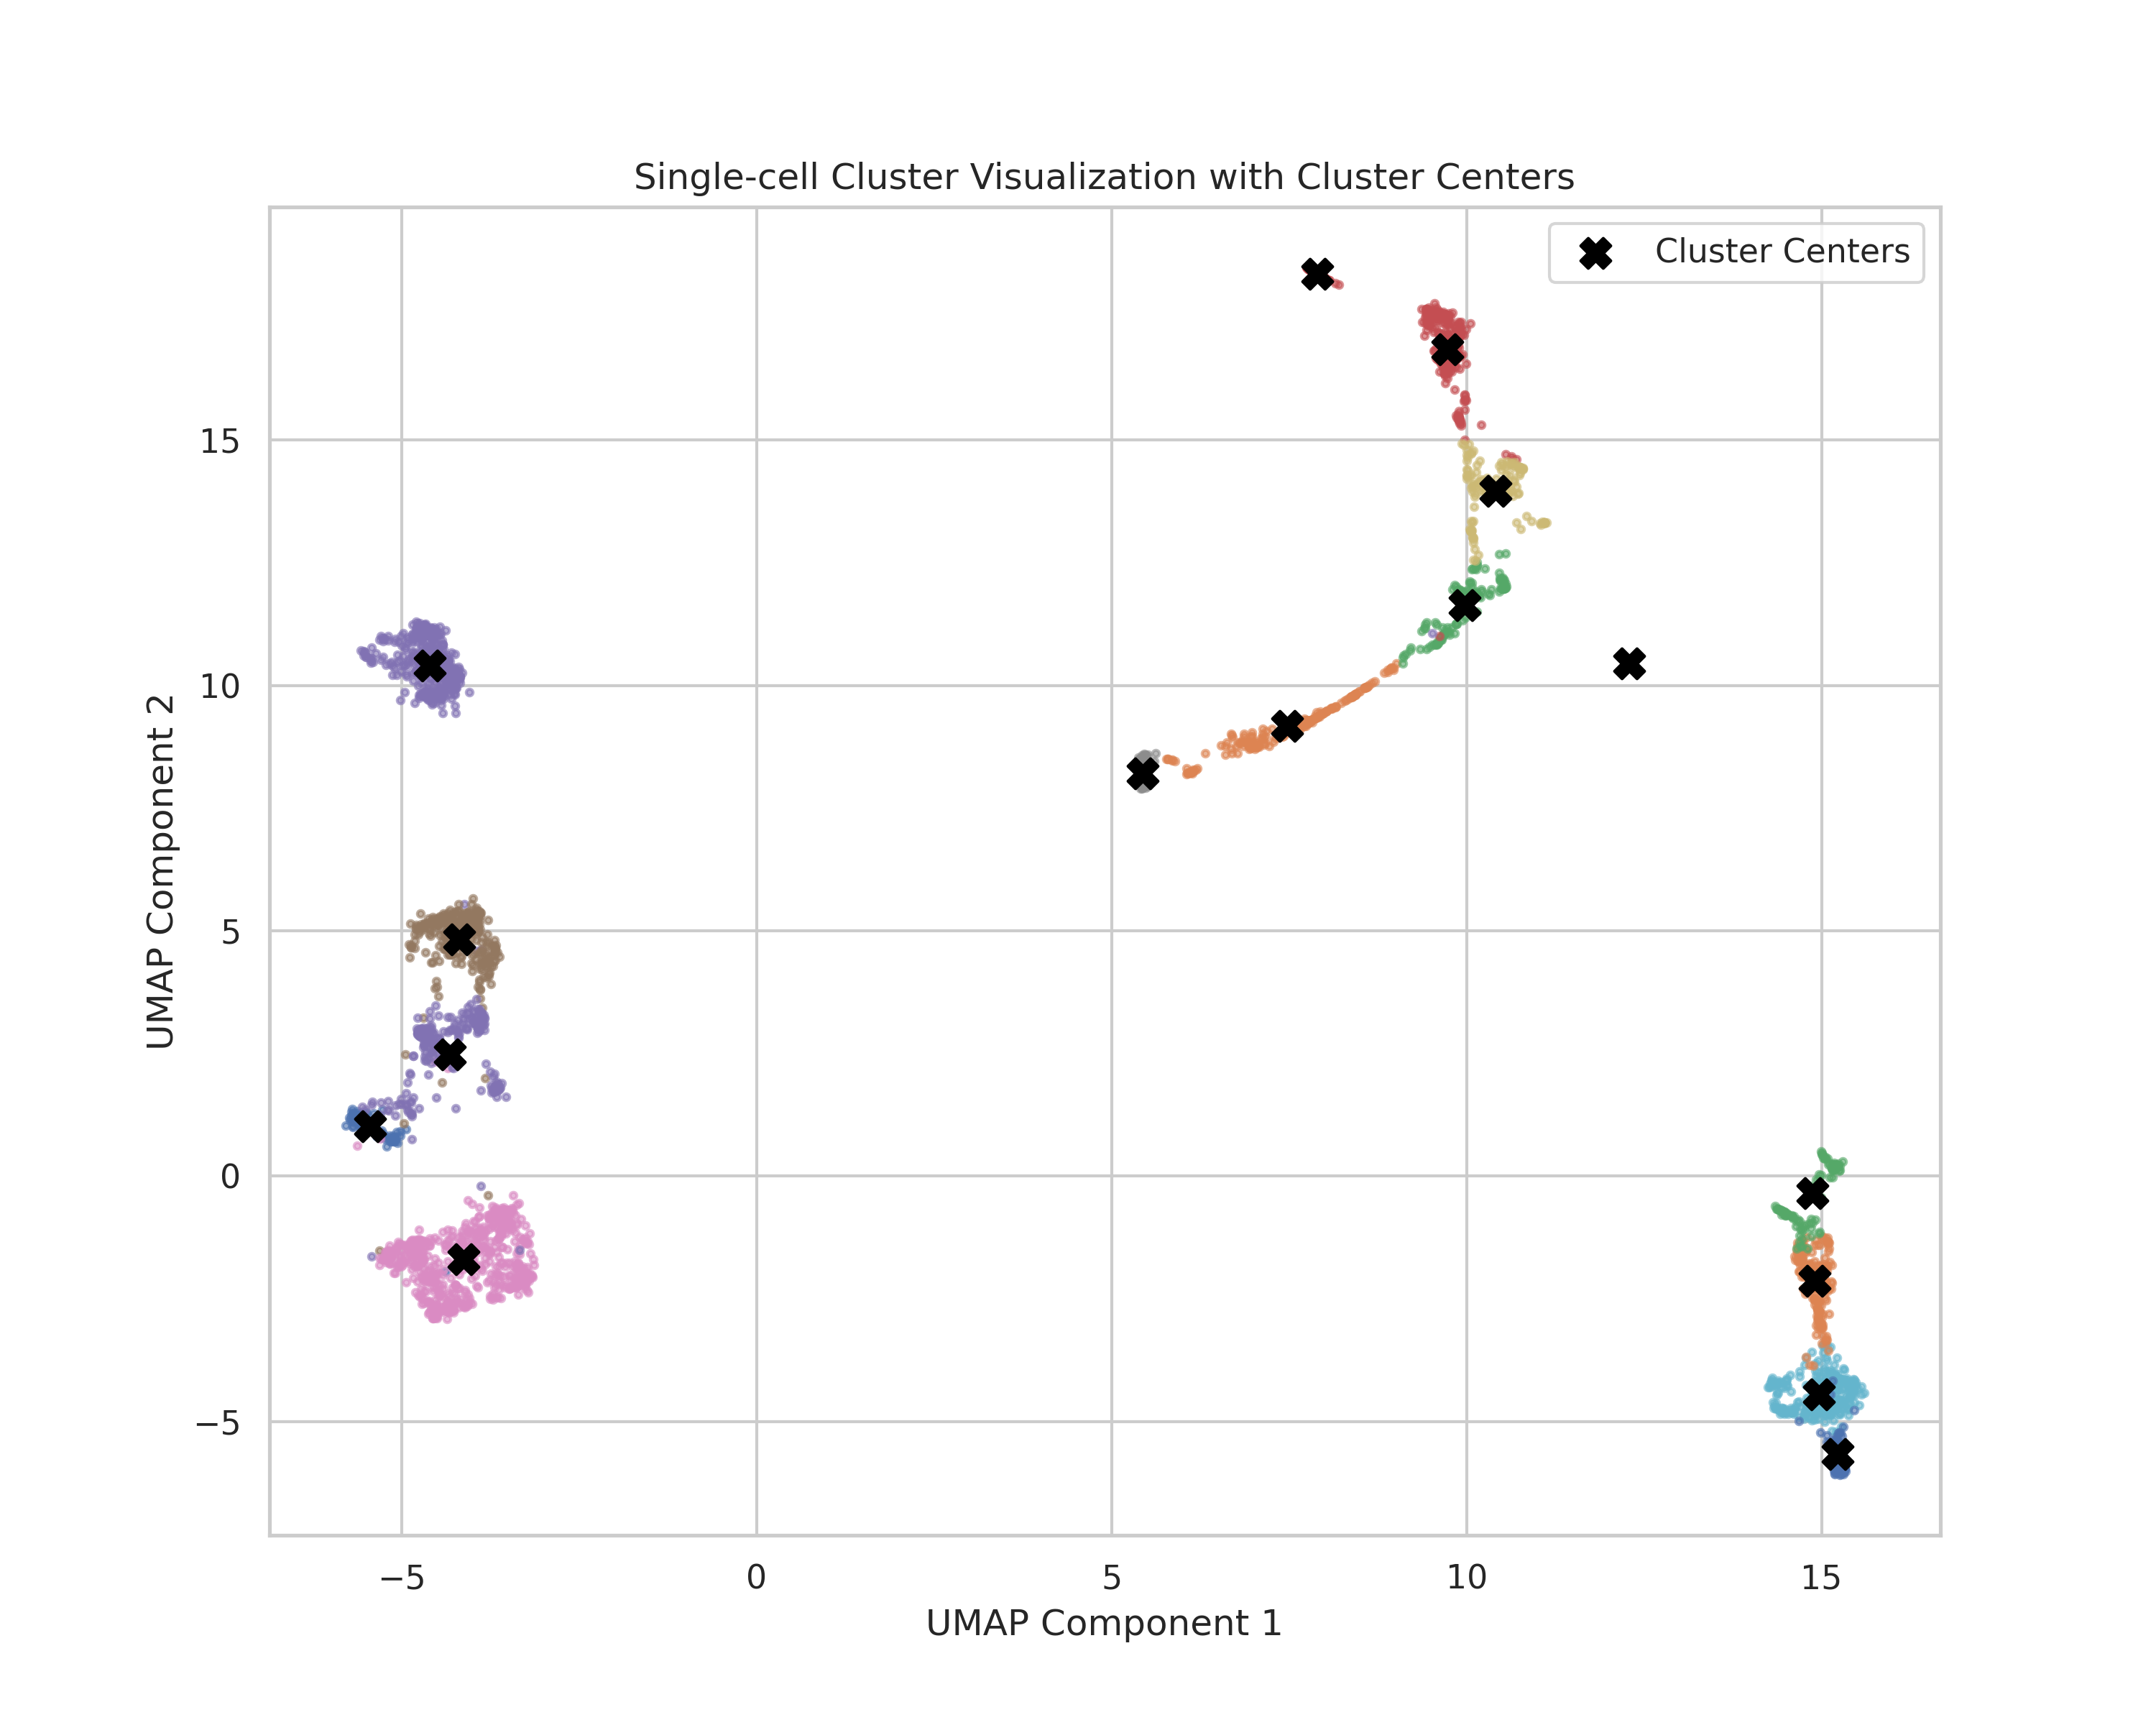 Single-cell Cluster Visualization with Cluster Centers
Cluster Centers
UMAP Component 2
15
10
5
0
−5
−5 0 5 10 15
UMAP Component 1